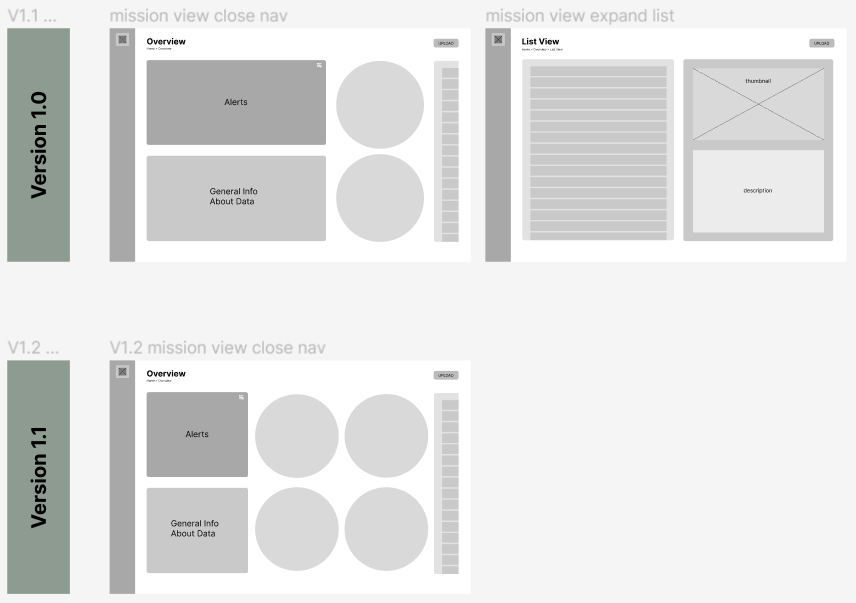 V1.1 ...
mission view close nav
mission view expand list
Version 1.0
Overview
Home > Overview
UPLOAD
Alerts
General Info
About Data
List View
Home > Overview > List View
UPLOAD
thumbnail
description
V1.2 ...
V1.2 mission view close nav
Version 1.1
Overview
Home > Overview
UPLOAD
Alerts
General Info
About Data